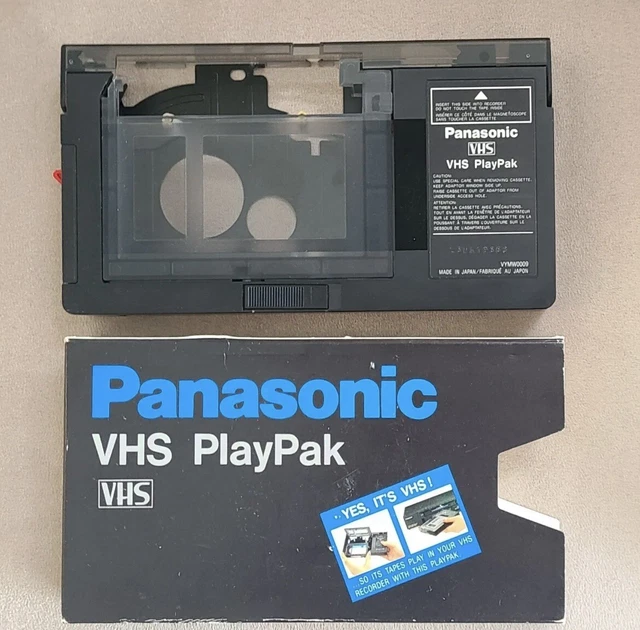 INSERT THIS SIDE INTO RECORDER
DO NOT TOUCH THE TAPE INSIDE
INSÉRER CE CÔTÉ DANS LE MAGNÉTOSCOPE
SANS TOUCHER LA CASSETTE
Panasonic
VHS
VHS PlayPak
CAUTION:
USE SPECIAL CARE WHEN REMOVING CASSETTE.
KEEP ADAPTOR WINDOW SIDE UP.
RAISE CASSETTE OUT OF ADAPTOR FROM
UNDERSIDE ACCESS HOLE.
ATTENTION:
RETIRER LA CASSETTE AVEC PRÉCAUTIONS.
TOUT EN AYANT LA FENÊTRE DE L'ADAPTATEUR
SUR LE DESSUS, DÉGAGER LA CASSETTE EN LA
POUSSANT À TRAVERS L'OUVERTURE SUR LE
DESSOUS DE L'ADAPTATEUR.
VYMW0009
MADE IN JAPAN/FABRIQUÉ AU JAPON
Panasonic
VHS PlayPak
VHS
..YES, IT'S VHS!
...SO ITS TAPES PLAY IN YOUR VHS
RECORDER WITH THIS PLAYPAK